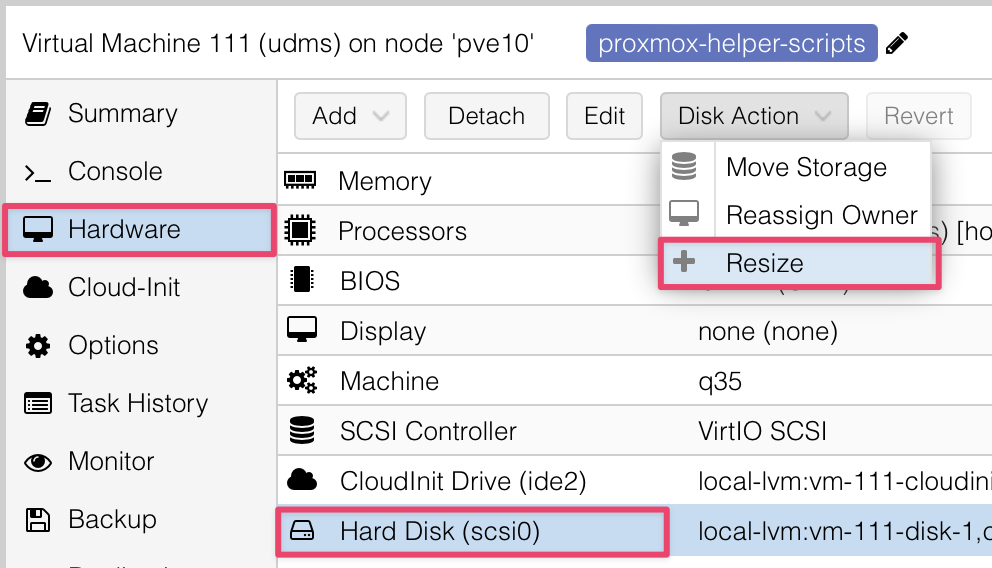 Virtual Machine 111 (udms) on node 'pve10' proxmox-helper-scripts
Summary
Console
Hardware
Cloud-Init
Options
Task History
Monitor
Backup
Add Detach Edit Disk Action Revert
Move Storage
Reassign Owner
Resize
Memory
Processors
BIOS
Display none (none)
Machine q35
SCSI Controller VirtIO SCSI
CloudInit Drive (ide2) local-lvm:vm-111-cloudini
Hard Disk (scsi0) local-lvm:vm-111-disk-1,c